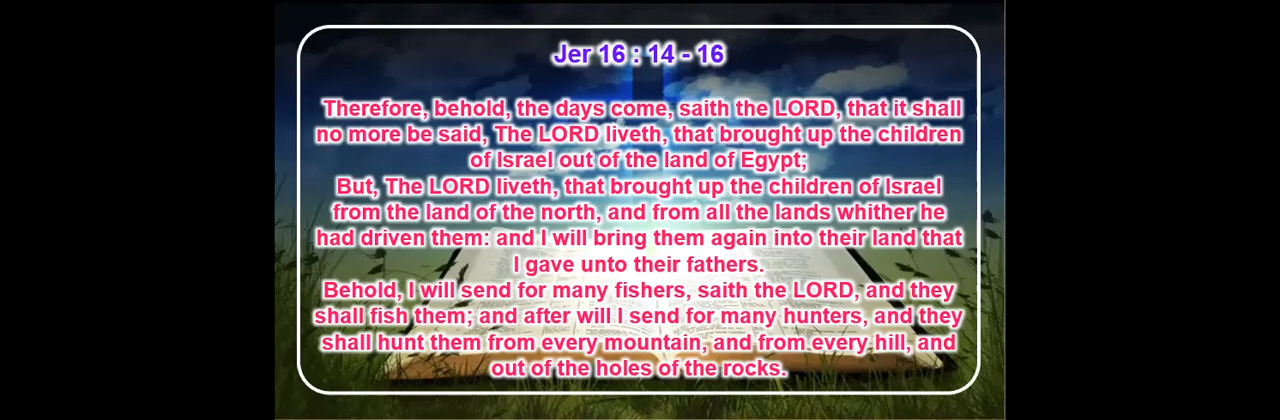 Jer 16 : 14 - 16
Therefore, behold, the days come, saith the LORD, that it shall
no more be said, The LORD liveth, that brought up the children
of Israel out of the land of Egypt;
But, The LORD liveth, that brought up the children of Israel
from the land of the north, and from all the lands whither he
had driven them: and I will bring them again into their land that
I gave unto their fathers.
Behold, I will send for many fishers, saith the LORD, and they
shall fish them; and after will I send for many hunters, and they
shall hunt them from every mountain, and from every hill, and
out of the holes of the rocks.